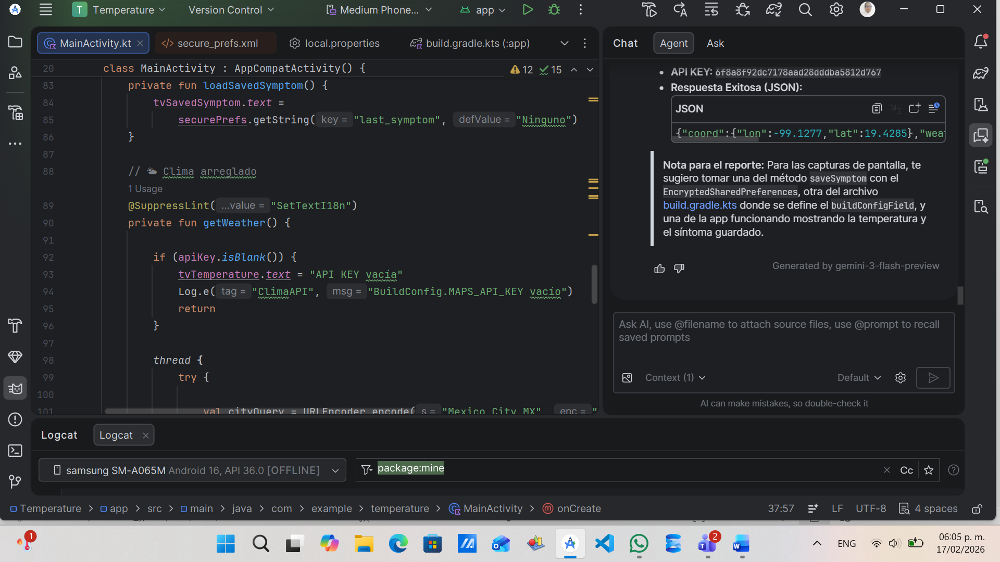 T Temperature
Version Control
Medium Phone...
app
MainActivity.kt
secure_prefs.xml
local.properties
build.gradle.kts (:app)
20 class MainActivity : AppCompatActivity() {
12 15
83 private fun loadSavedSymptom() {
84 tvSavedSymptom.text =
85 securePrefs.getString( key = "last_symptom", defValue = "Ninguno")
86 }
87
88 // Clima arreglado
1 Usage
89 @SuppressLint( ...value = "SetTextI18n")
90 private fun getWeather() {
91
92 if (apiKey.isBlank()) {
93 tvTemperature.text = "API KEY vacía"
94 Log.e( tag = "ClimaAPI", msg = "BuildConfig.MAPS_API_KEY vacío")
95 return
96 }
97
98 thread {
99 try {
100
101 val cityQuery = URLEncoder.encode( s = "Mexico City,MX" enc = "
Chat
Agent
Ask
• API KEY: 6f8a8f92dc7178aad28dddba5812d767
• Respuesta Exitosa (JSON):
JSON
{"coord":{"lon":-99.1277,"lat":19.4285},"wea
Nota para el reporte: Para las capturas de pantalla, te
sugiero tomar una del método saveSymptom con el
EncryptedSharedPreferences, otra del archivo
build.gradle.kts donde se define el buildConfigField, y
una de la app funcionando mostrando la temperatura y
el síntoma guardado.
Generated by gemini-3-flash-preview
Ask AI, use @filename to attach source files, use @prompt to recall
saved prompts
Context (1)
Default
AI can make mistakes, so double-check it
Logcat
Logcat
samsung SM-A065M Android 16, API 36.0 [OFFLINE]
package:mine
Cc
Temperature > app > src > main > java > com > example > temperature > MainActivity > onCreate
37:57
LF
UTF-8
4 spaces
1
2
ENG
06:05 p. m.
17/02/2026